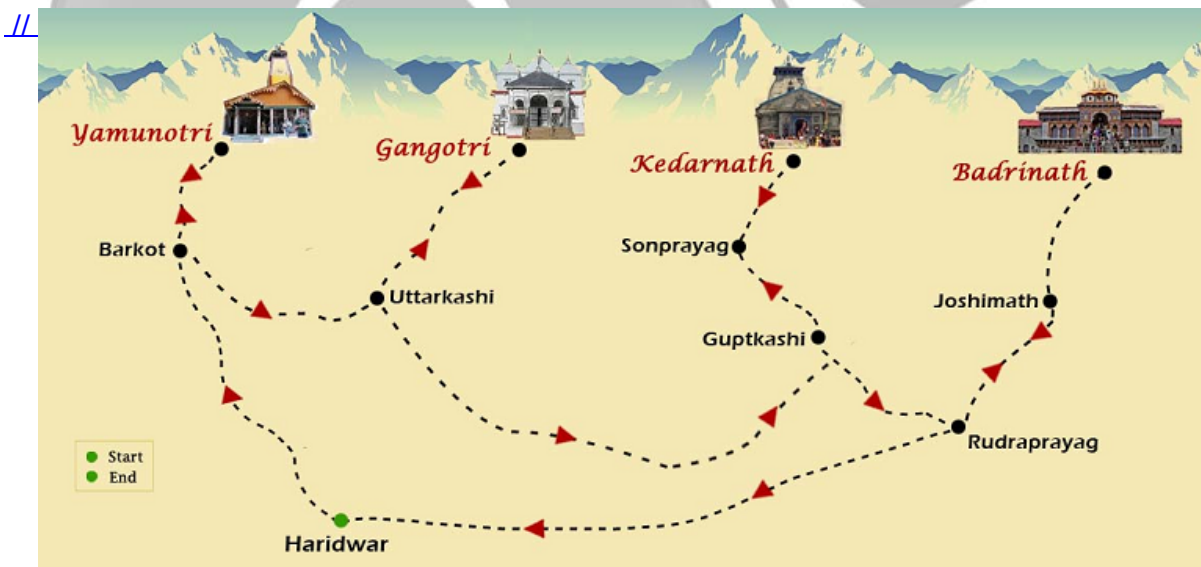 //
Yamunotri
Gangotri
Kedarnath
Badrinath
Barkot
Sonprayag
Uttarkashi
Joshimath
Guptkashi
Rudraprayag
Start
End
Haridwar